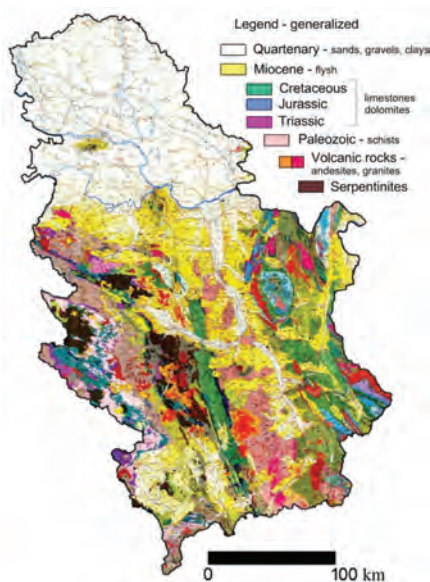 Legend - generalized
Quartenary - sands, gravels, clays
Miocene - flysh
Cretaceous
Jurassic
Triassic
limestones
dolomites
Paleozoic - schists
Volcanic rocks -
andesites, granites
Serpentinites
0 100 km